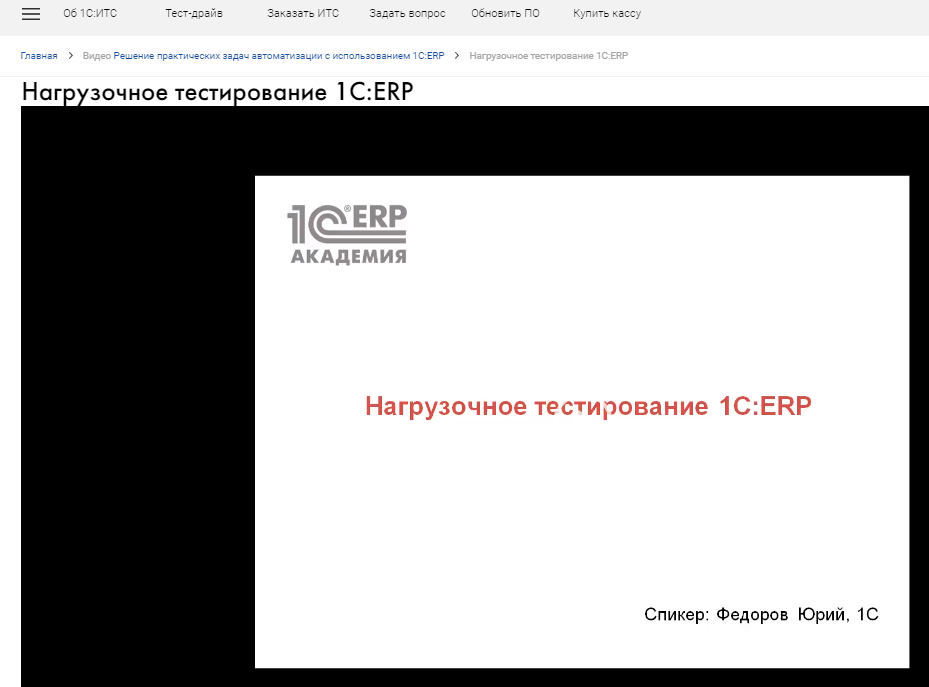 Об 1С:ИТС Тест-драйв Заказать ИТС Задать вопрос Обновить ПО Купить кассу
Главная > Видео Решение практических задач автоматизации с использованием 1С:ERP > Нагрузочное тестирование 1С:ERP
Нагрузочное тестирование 1С:ERP
1С®ERP
АКАДЕМИЯ
Нагрузочное тестирование 1С:ERP
Спикер: Федоров Юрий, 1С